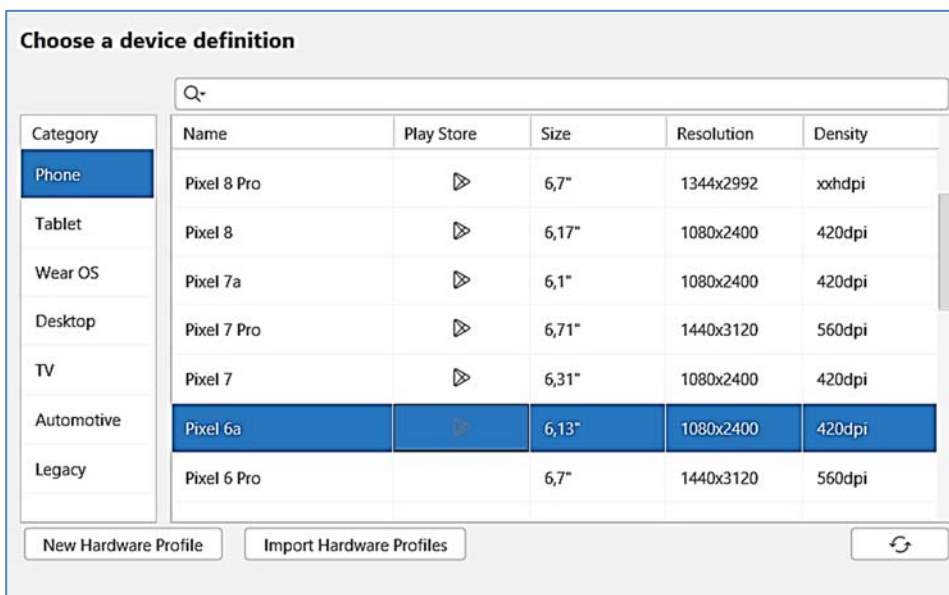 Choose a device definition
Category Name Play Store Size Resolution Density
Phone Pixel 8 Pro 6,7" 1344x2992 xxhdpi
Tablet Pixel 8 6,17" 1080x2400 420dpi
Wear OS Pixel 7a 6,1" 1080x2400 420dpi
Desktop Pixel 7 Pro 6,71" 1440x3120 560dpi
TV Pixel 7 6,31" 1080x2400 420dpi
Automotive Pixel 6a 6,13" 1080x2400 420dpi
Legacy Pixel 6 Pro 6,7" 1440x3120 560dpi
New Hardware Profile Import Hardware Profiles